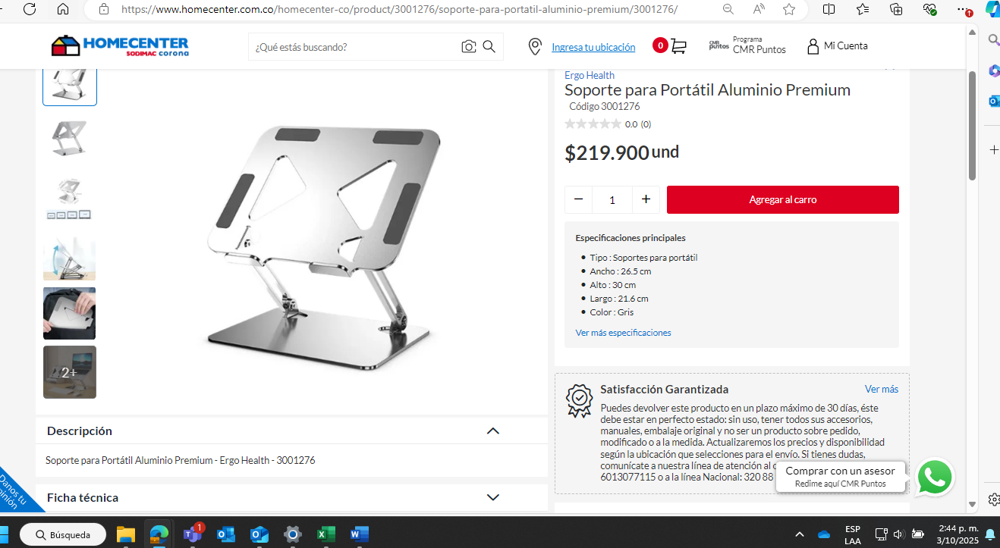 https://www.homecenter.com.co/homecenter-co/product/3001276/soporte-para-portatil-aluminio-premium/3001276/
HOMECENTER
SODIMAC corona
¿Qué estás buscando?
Ingresa tu ubicación
0
CMR puntos
Programa
CMR Puntos
Mi Cuenta
Ergo Health
Soporte para Portátil Aluminio Premium
Código 3001276
0.0 (0)
$219.900 und
1
Agregar al carro
Especificaciones principales
Tipo : Soportes para portátil
Ancho : 26.5 cm
Alto : 30 cm
Largo : 21.6 cm
Color : Gris
Ver más especificaciones
2+
Satisfacción Garantizada
Ver más
Puedes devolver este producto en un plazo máximo de 30 días, éste
debe estar en perfecto estado: sin uso, tener todos sus accesorios,
manuales, embalaje original y no ser un producto sobre pedido,
modificado o a la medida. Actualizaremos los precios y disponibilidad
según la ubicación que selecciones para el envío. Si tienes dudas,
comunícate a nuestra línea de atención al
6013077115 o a la línea Nacional: 320 88
Comprar con un asesor
Redime aquí CMR Puntos
Descripción
Soporte para Portátil Aluminio Premium - Ergo Health - 3001276
Ficha técnica
Danos tu
opinión
Búsqueda
1
ESP
LAA
2:44 p. m.
3/10/2025